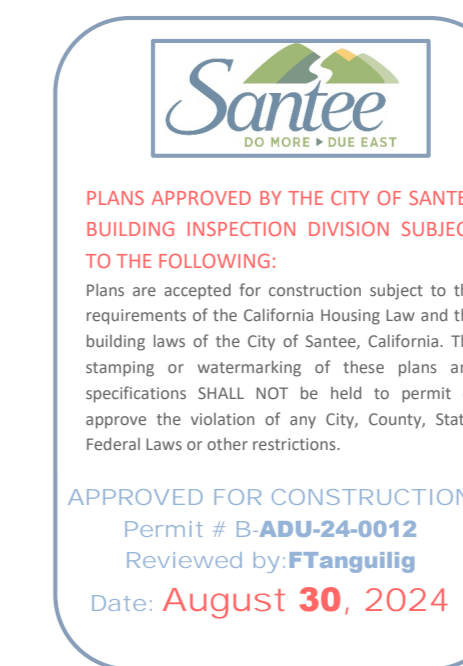 Santee
DO MORE ▶ DUE EAST
PLANS APPROVED BY THE CITY OF SANTE
BUILDING INSPECTION DIVISION SUBJEC
TO THE FOLLOWING:
Plans are accepted for construction subject to th
requirements of the California Housing Law and th
building laws of the City of Santee, California. Th
stamping or watermarking of these plans an
specifications SHALL NOT be held to permit
approve the violation of any City, County, Stat
Federal Laws or other restrictions.
APPROVED FOR CONSTRUCTION
Permit # B-ADU-24-0012
Reviewed by:FTanguilig
Date: August 30, 2024